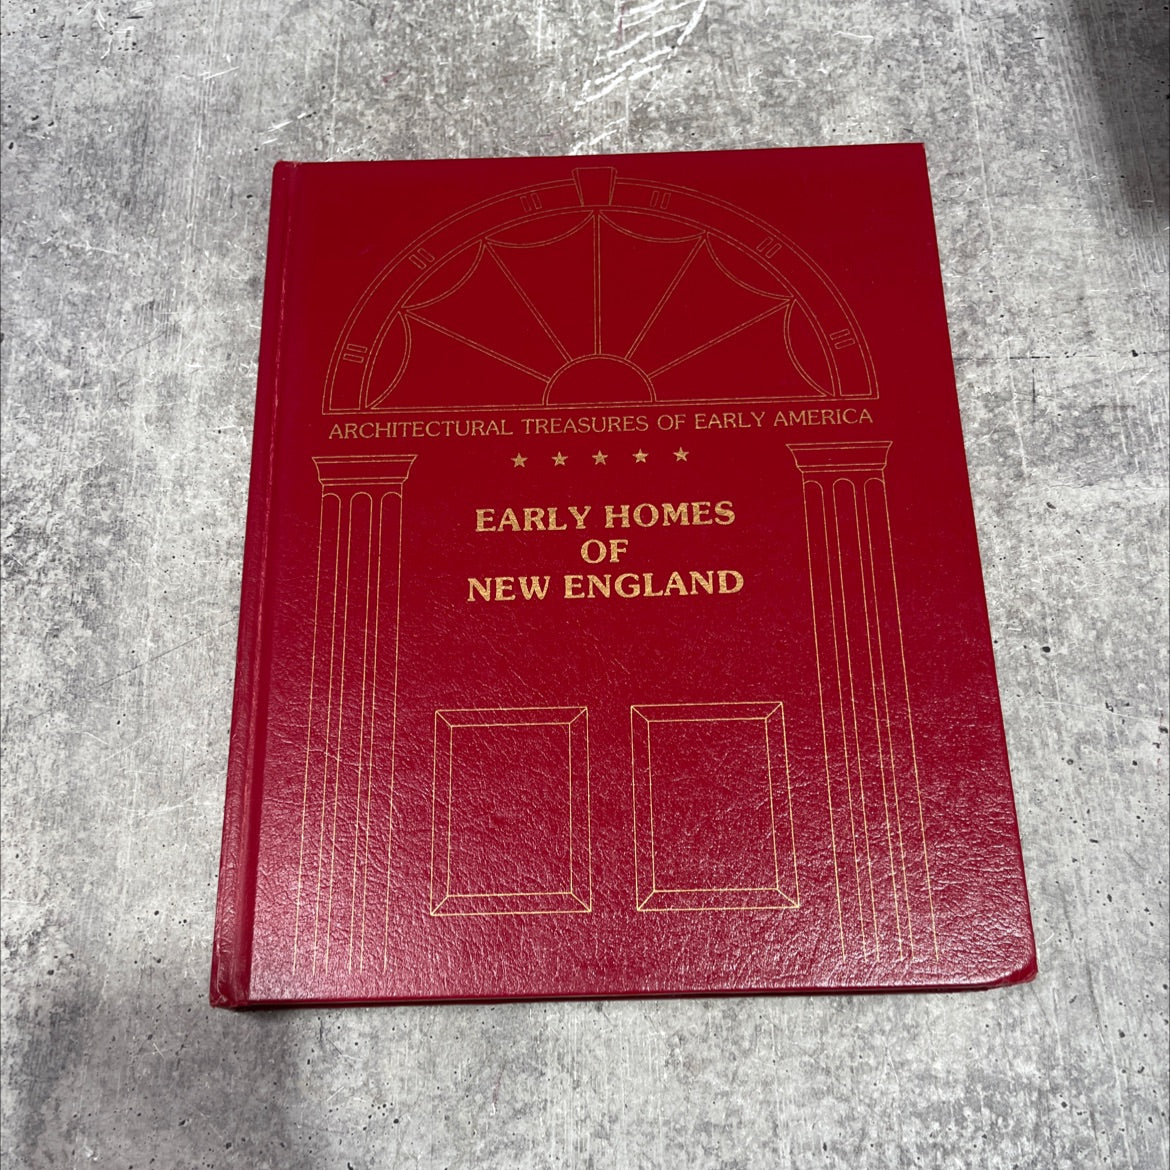 ARCHITECTURAL TREASURES OF EARLY AMERICA
EARLY HOMES
OF
NEW ENGLAND